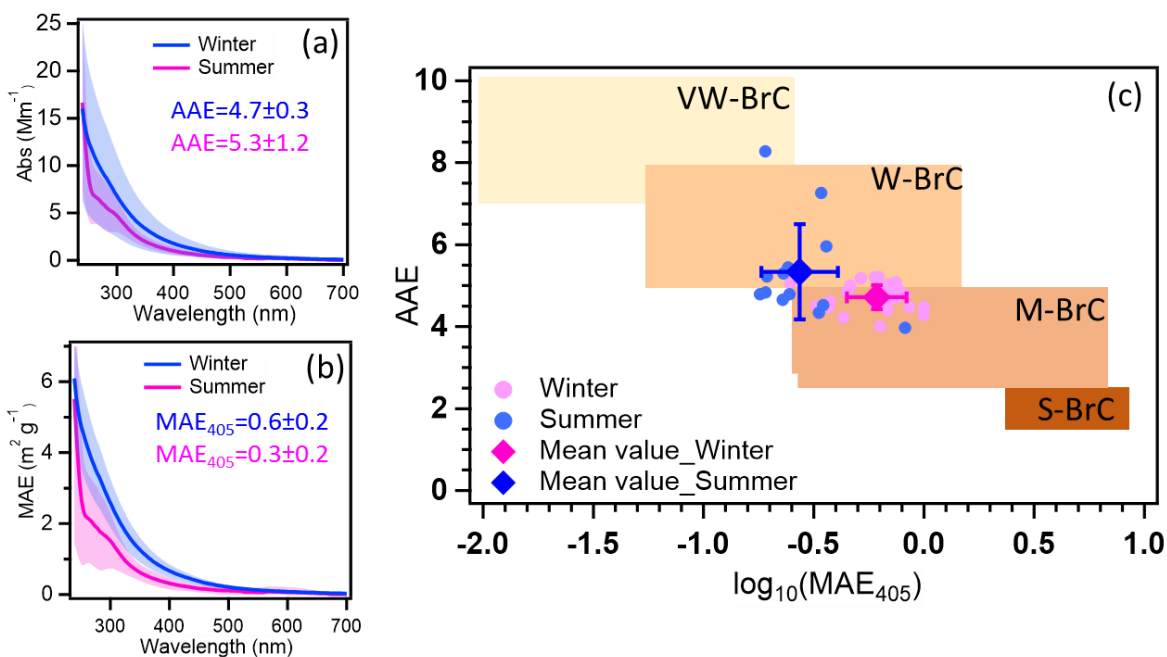 (a)
Winter
Summer
AAE=4.7±0.3
AAE=5.3±1.2
Abs (Mm⁻¹)
25
20
15
10
5
0
300 400 500 600 700
Wavelength (nm)
(b)
Winter
Summer
MAE₄₀₅=0.6±0.2
MAE₄₀₅=0.3±0.2
MAE (m² g⁻¹)
6
4
2
0
300 400 500 600 700
Wavelength (nm)
(c)
VW-BrC
W-BrC
M-BrC
S-BrC
Winter
Summer
Mean value_Winter
Mean value_Summer
AAE
10
8
6
4
2
0
-2.0 -1.5 -1.0 -0.5 0.0 0.5 1.0
log₁₀(MAE₄₀₅)